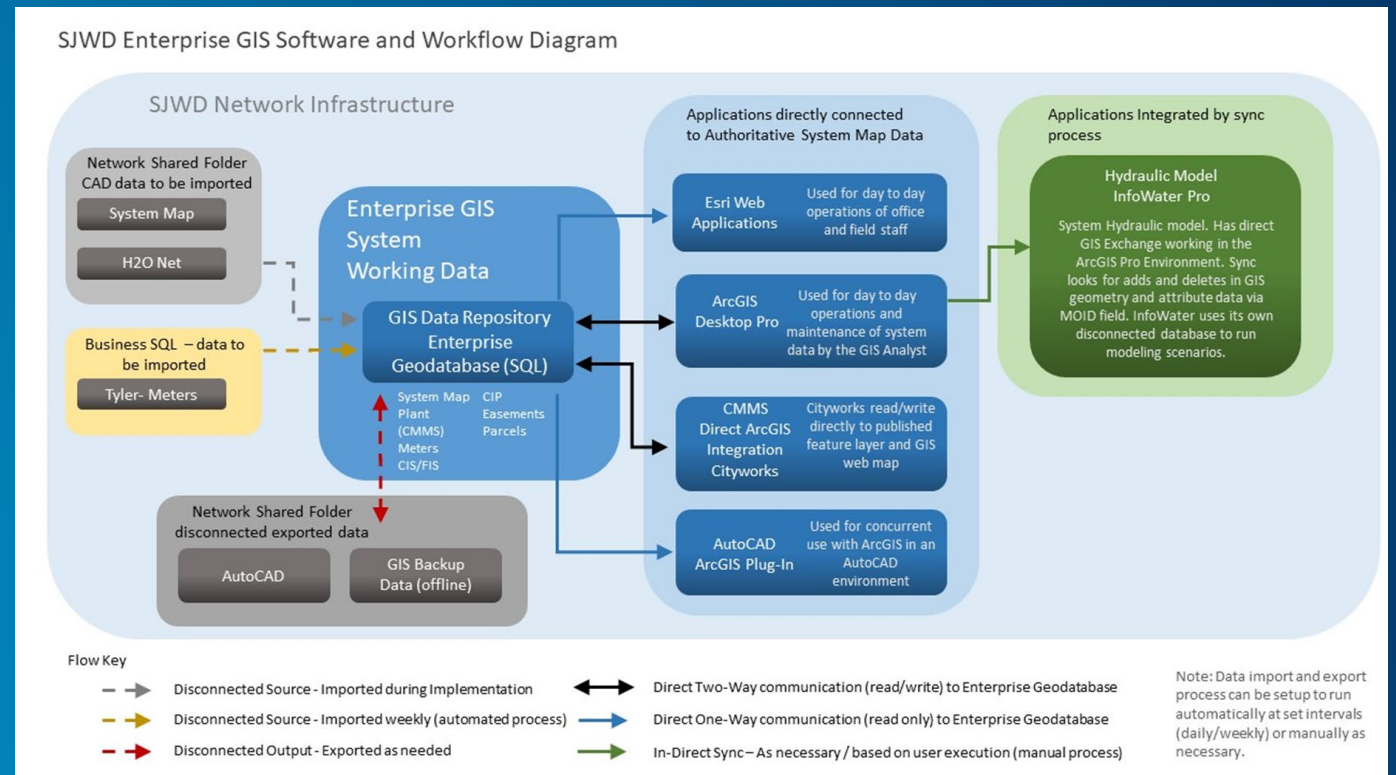 SJWD Enterprise GIS Software and Workflow Diagram
SJWD Network Infrastructure
Network Shared Folder
CAD data to be imported
System Map
H2O Net
Business SQL – data to
be imported
Tyler- Meters
Enterprise GIS
System
Working Data
GIS Data Repository
Enterprise
Geodatabase (SQL)
System Map
Plant
(CMMS)
Meters
CIS/FIS
CIP
Easements
Parcels
Network Shared Folder
disconnected exported data
AutoCAD
GIS Backup
Data (offline)
Applications directly connected
to Authoritative System Map Data
Esri Web
Applications
Used for day to day
operations of office
and field staff
ArcGIS
Desktop Pro
Used for day to day
operations and
maintenance of system
data by the GIS Analyst
CMMS
Direct ArcGIS
Integration
Cityworks
Cityworks read/write
directly to published
feature layer and GIS
web map
AutoCAD
ArcGIS Plug-In
Used for concurrent
use with ArcGIS in an
AutoCAD
environment
Applications Integrated by sync
process
Hydraulic Model
InfoWater Pro
System Hydraulic model. Has direct
GIS Exchange working in the
ArcGIS Pro Environment. Sync
looks for adds and deletes in GIS
geometry and attribute data via
MOID field. InfoWater uses its own
disconnected database to run
modeling scenarios.
Flow Key
Disconnected Source - Imported during Implementation
Disconnected Source - Imported weekly (automated process)
Disconnected Output - Exported as needed
Direct Two-Way communication (read/write) to Enterprise Geodatabase
Direct One-Way communication (read only) to Enterprise Geodatabase
In-Direct Sync – As necessary / based on user execution (manual process)
Note: Data import and export
process can be setup to run
automatically at set intervals
(daily/weekly) or manually as
necessary.